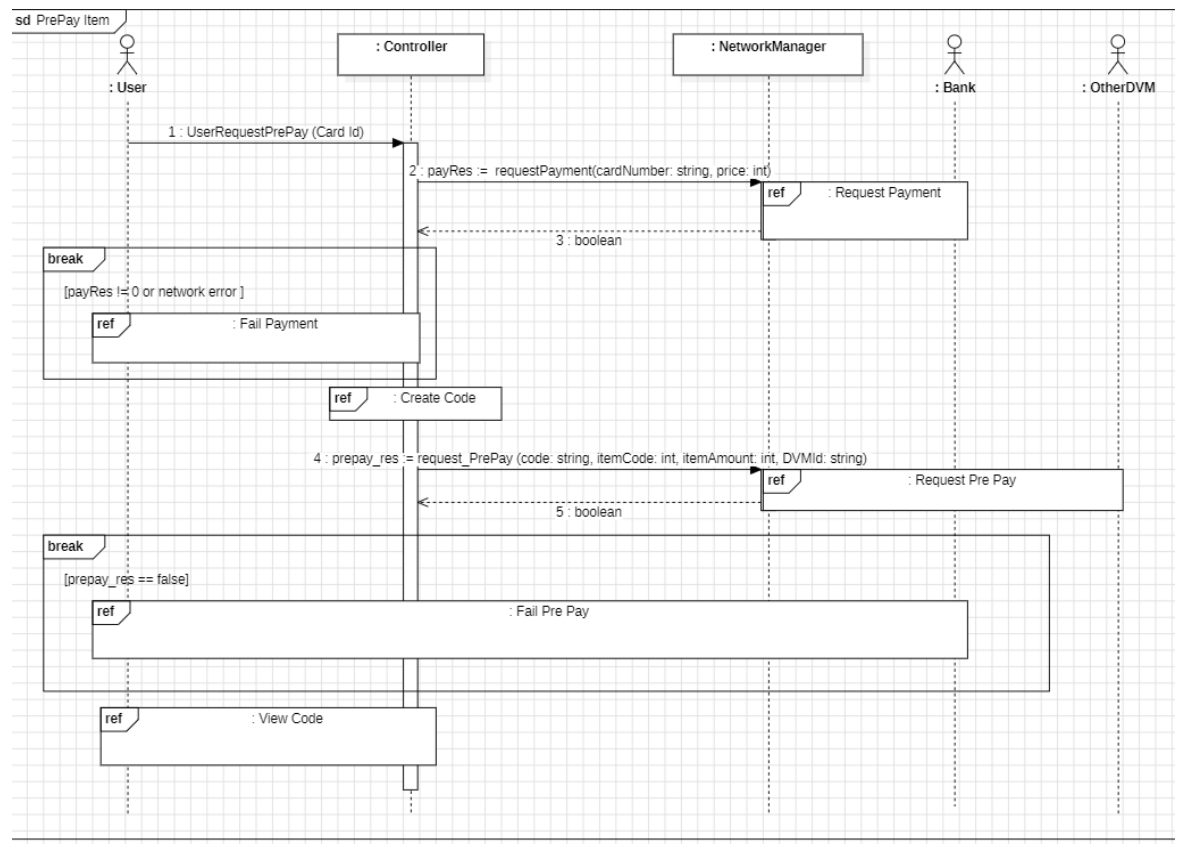 sd PrePay Item
: User
: Controller
: NetworkManager
: Bank
: OtherDVM
1 : UserRequestPrePay (Card Id)
2 : payRes := requestPayment(cardNumber: string, price: int)
ref : Request Payment
3 : boolean
break
[payRes != 0 or network error ]
ref : Fail Payment
ref : Create Code
4 : prepay_res := request_PrePay (code: string, itemCode: int, itemAmount: int, DVMId: string)
ref : Request Pre Pay
5 : boolean
break
[prepay_res == false]
ref : Fail Pre Pay
ref : View Code